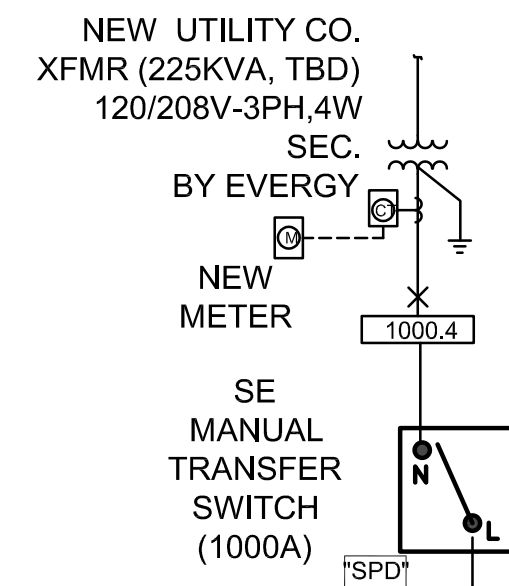 NEW UTILITY CO.
XFMR (225KVA, TBD)
120/208V-3PH,4W
SEC.
BY EVERGY
CT
M
NEW
METER
1000.4
SE
MANUAL
TRANSFER
SWITCH
(1000A)
N
L
"SPD"